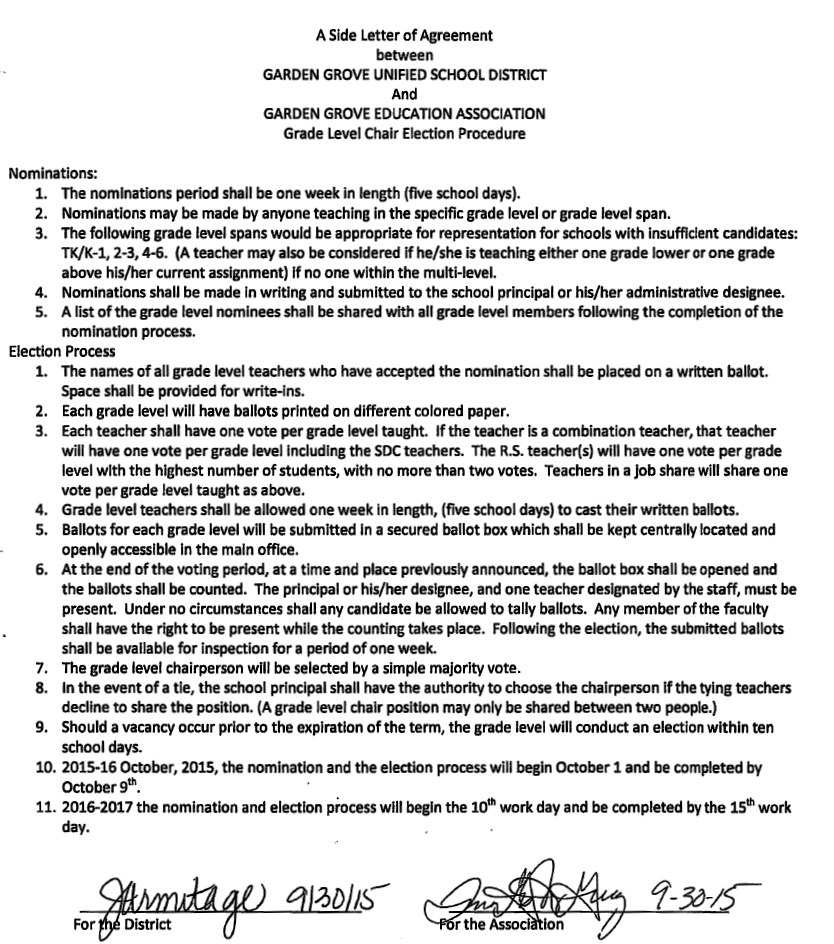 A Side Letter of Agreement
between
GARDEN GROVE UNIFIED SCHOOL DISTRICT
And
GARDEN GROVE EDUCATION ASSOCIATION
Grade Level Chair Election Procedure
Nominations:
1. The nominations period shall be one week in length (five school days).
2. Nominations may be made by anyone teaching in the specific grade level or grade level span.
3. The following grade level spans would be appropriate for representation for schools with insufficient candidates:
TK/K-1, 2-3, 4-6. (A teacher may also be considered if he/she is teaching either one grade lower or one grade
above his/her current assignment) if no one within the multi-level.
4. Nominations shall be made in writing and submitted to the school principal or his/her administrative designee.
5. A list of the grade level nominees shall be shared with all grade level members following the completion of the
nomination process.
Election Process
1. The names of all grade level teachers who have accepted the nomination shall be placed on a written ballot.
Space shall be provided for write-ins.
2. Each grade level will have ballots printed on different colored paper.
3. Each teacher shall have one vote per grade level taught. If the teacher is a combination teacher, that teacher
will have one vote per grade level including the SDC teachers. The R.S. teacher(s) will have one vote per grade
level with the highest number of students, with no more than two votes. Teachers in a job share will share one
vote per grade level taught as above.
4. Grade level teachers shall be allowed one week in length, (five school days) to cast their written ballots.
5. Ballots for each grade level will be submitted in a secured ballot box which shall be kept centrally located and
openly accessible in the main office.
6. At the end of the voting period, at a time and place previously announced, the ballot box shall be opened and
the ballots shall be counted. The principal or his/her designee, and one teacher designated by the staff, must be
present. Under no circumstances shall any candidate be allowed to tally ballots. Any member of the faculty
shall have the right to be present while the counting takes place. Following the election, the submitted ballots
shall be available for inspection for a period of one week.
7. The grade level chairperson will be selected by a simple majority vote.
8. In the event of a tie, the school principal shall have the authority to choose the chairperson if the tying teachers
decline to share the position. (A grade level chair position may only be shared between two people.)
9. Should a vacancy occur prior to the expiration of the term, the grade level will conduct an election within ten
school days.
10. 2015-16 October, 2015, the nomination and the election process will begin October 1 and be completed by
October 9th.
11. 2016-2017 the nomination and election process will begin the 10th work day and be completed by the 15th work
day.
JArmitage 9/30/15 9-30-15
For the District For the Association